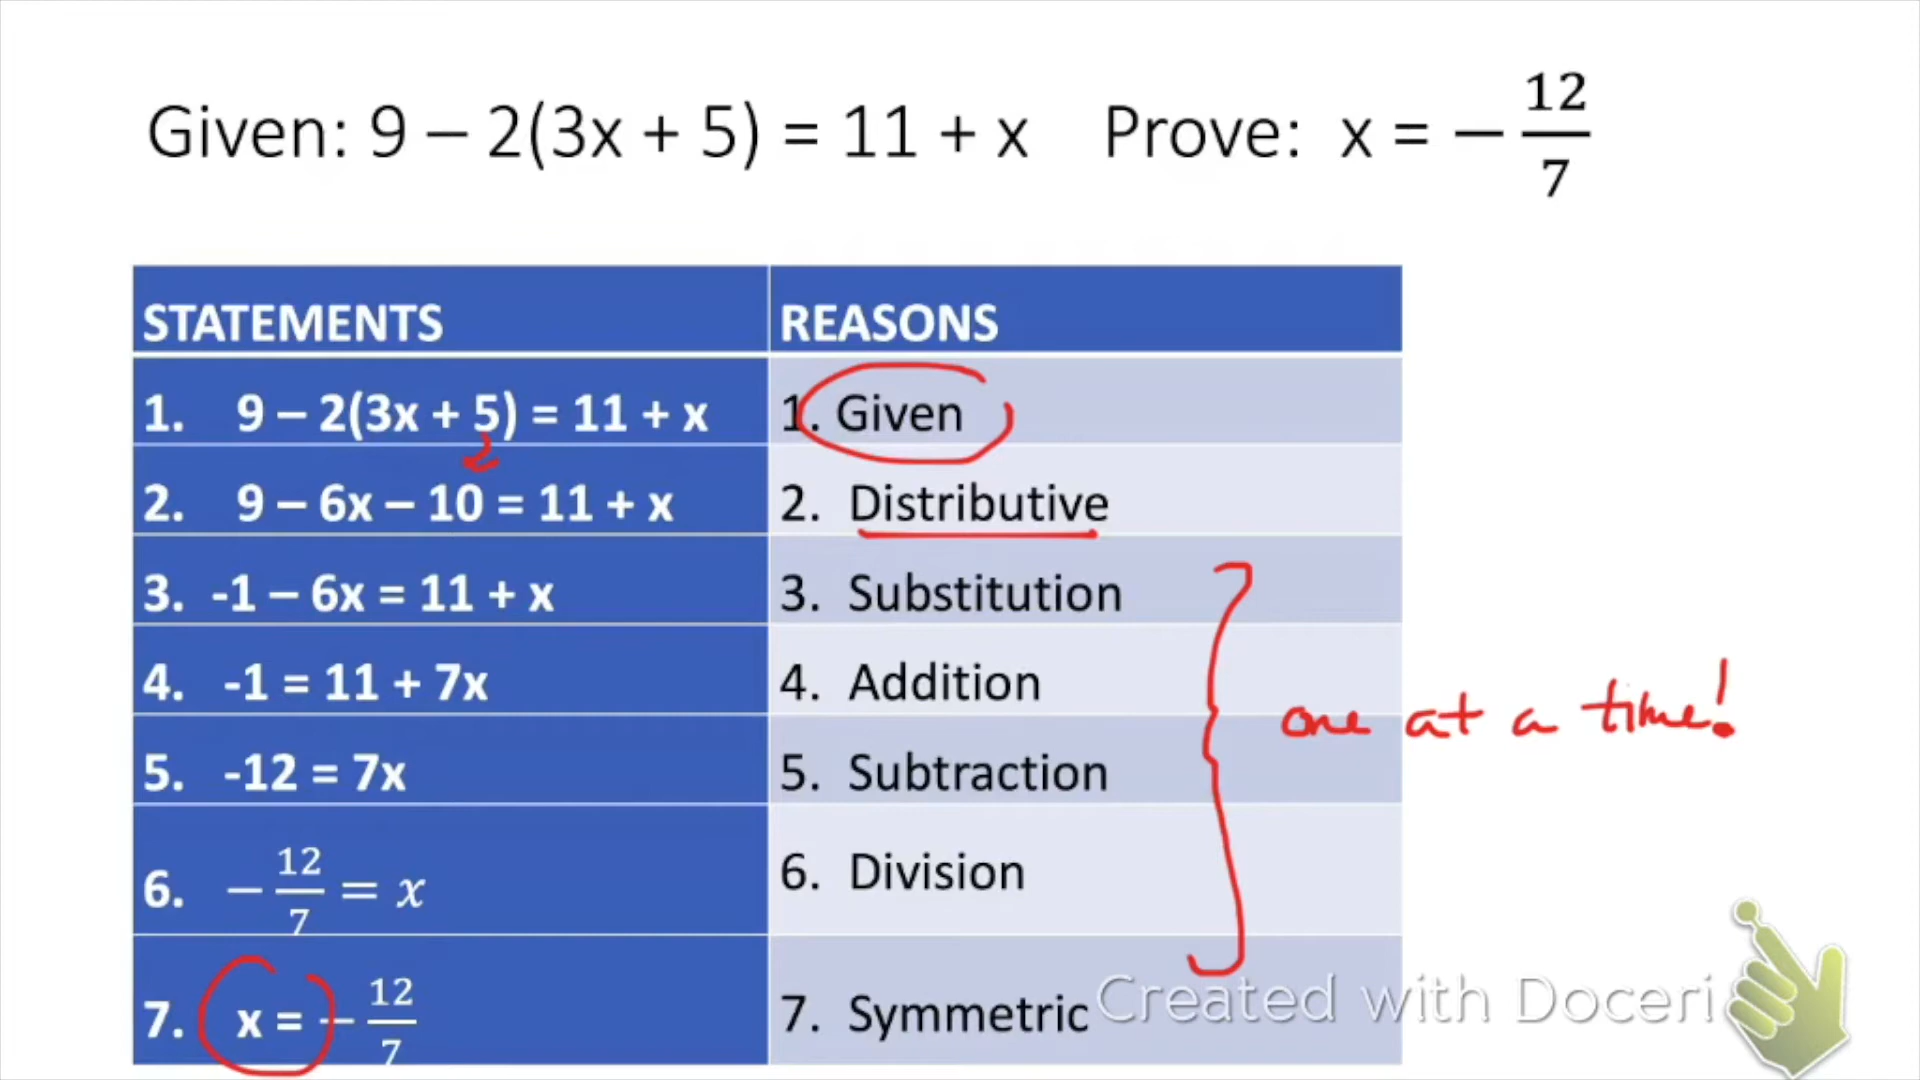 Given: 9 – 2(3x + 5) = 11 + x    Prove:  x = −12/7
STATEMENTS    REASONS
1.   9 – 2(3x + 5) = 11 + x    1. Given
2.   9 – 6x – 10 = 11 + x    2.  Distributive
3.  -1 – 6x = 11 + x    3.  Substitution
4.   -1 = 11 + 7x    4.  Addition
5.  -12 = 7x    5.  Subtraction
6.   −12/7 = x    6.  Division
7.   x = −12/7    7.  Symmetric
one at a time!
Created with Doceri